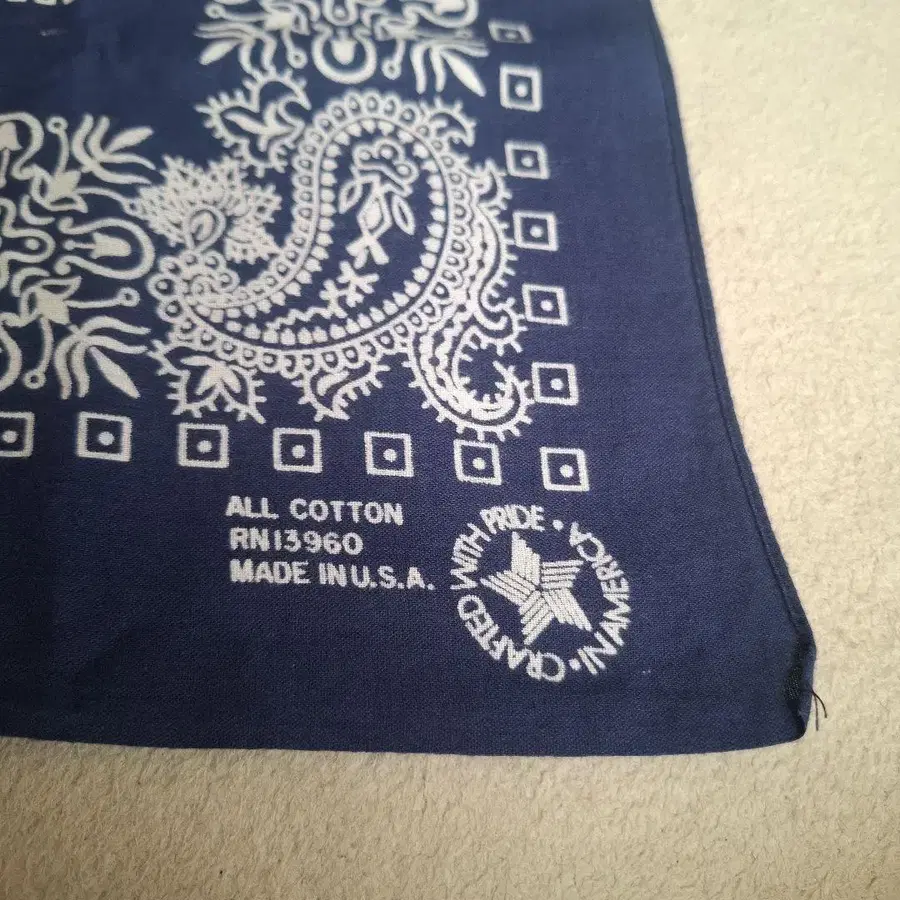 ALL COTTON
RN13960
MADE IN U.S.A.
CRAFTED WITH PRIDE • IN AMERICA •